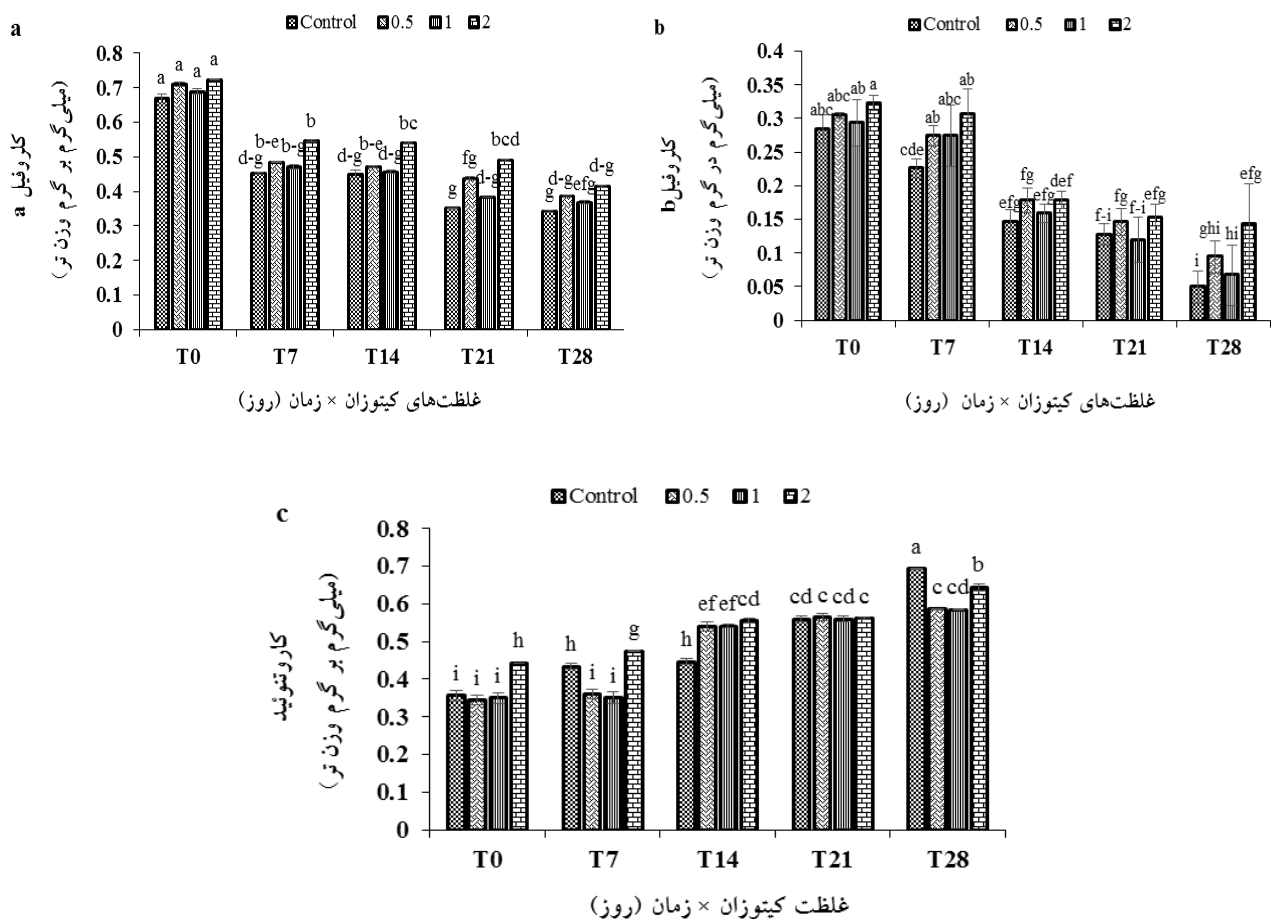 a
Control 0.5 1 2
کلروفیل a
(میلی‌گرم بر گرم وزن تر)
0.8
0.7
0.6
0.5
0.4
0.3
0.2
0.1
0
a a a a
d-g b-e b-g b
d-g b-e d-g bc
g fg d-g bcd
g d-g efg d-g
T0 T7 T14 T21 T28
غلظت‌های کیتوزان × زمان (روز)
b
Control 0.5 1 2
کلروفیل b
(میلی‌گرم در گرم وزن تر)
0.4
0.35
0.3
0.25
0.2
0.15
0.1
0.05
0
abc abc ab a
cde ab abc ab
efg fg efg def
f-i fg f-i efg
i ghi hi efg
T0 T7 T14 T21 T28
غلظت‌های کیتوزان × زمان (روز)
c
Control 0.5 1 2
کاروتنوئید
(میلی‌گرم بر گرم وزن تر)
0.8
0.7
0.6
0.5
0.4
0.3
0.2
0.1
0
i i i h
h i i g
h ef ef cd
cd c cd c
a c cd b
T0 T7 T14 T21 T28
غلظت کیتوزان × زمان (روز)